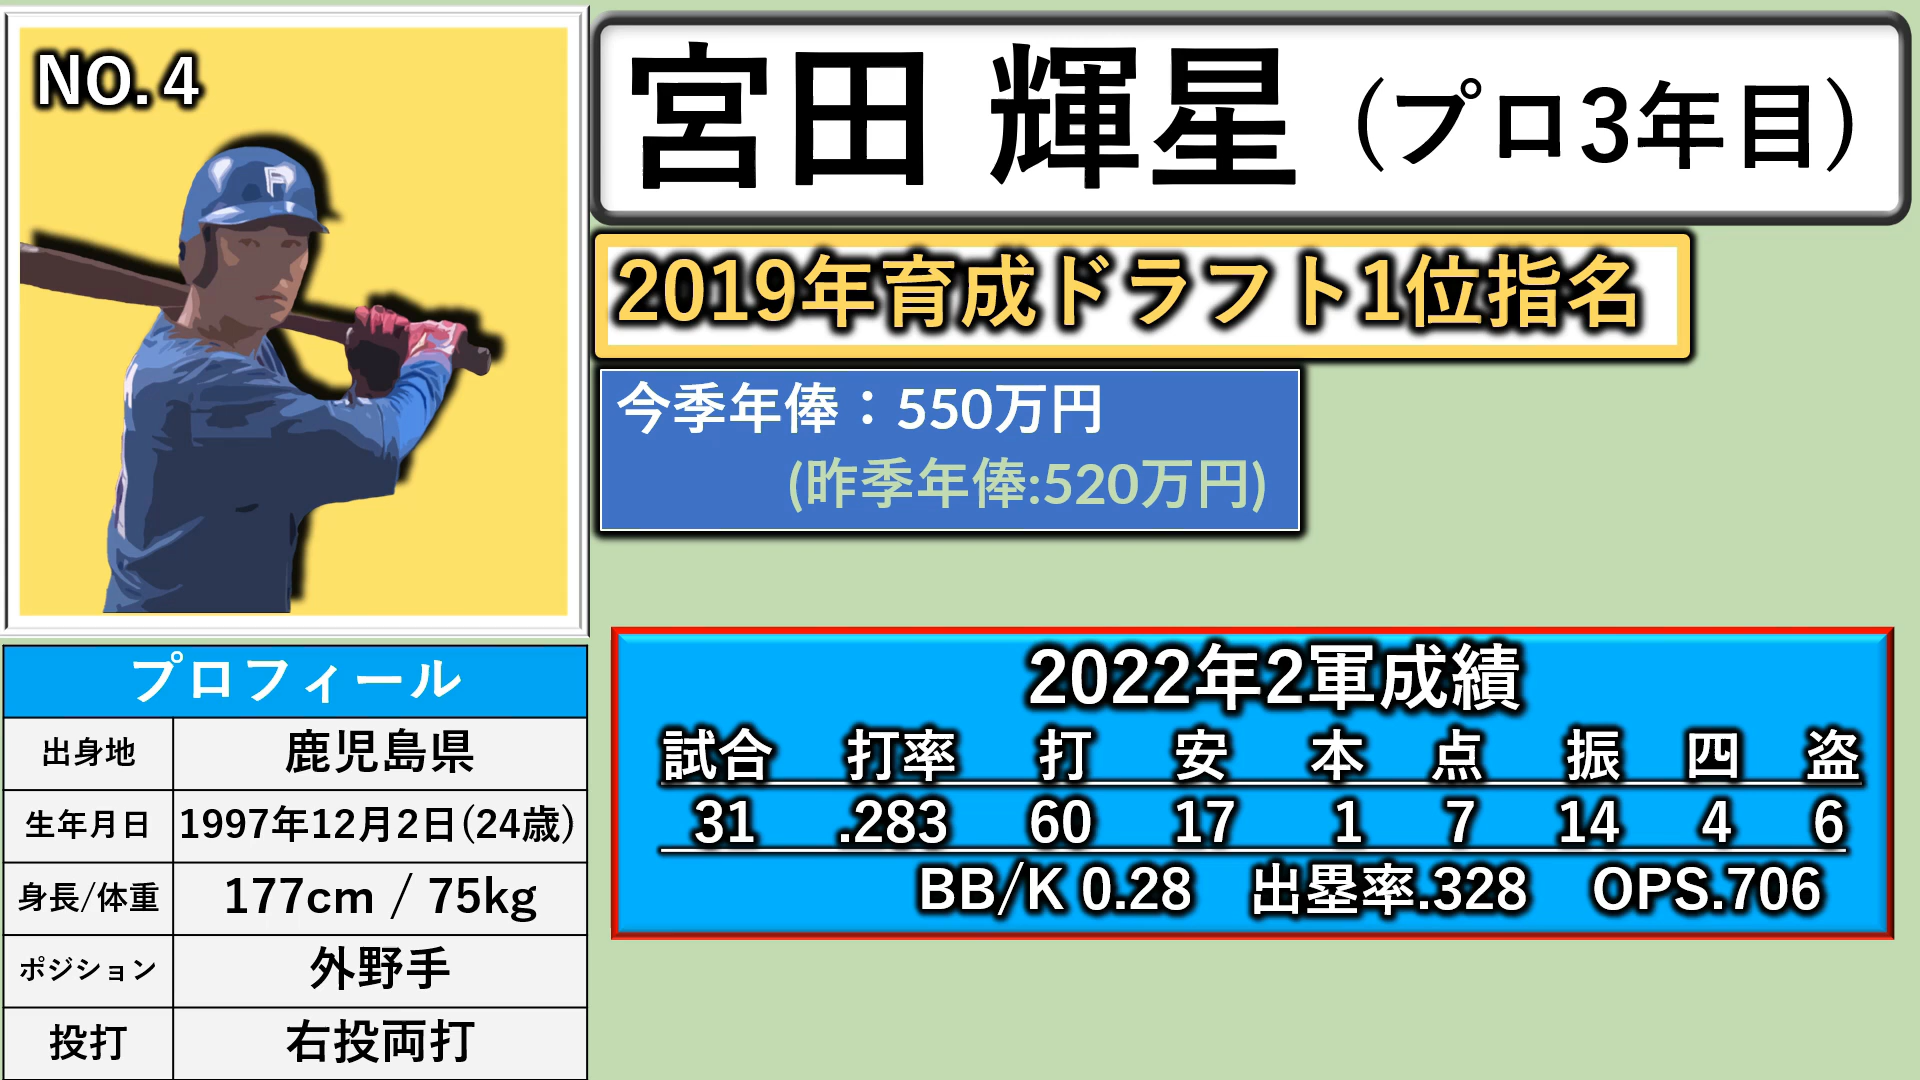 NO.4
宮田 輝星 (プロ3年目)
2019年育成ドラフト1位指名
今季年俸：550万円
(昨季年俸:520万円)
プロフィール
出身地 鹿児島県
生年月日 1997年12月2日(24歳)
身長/体重 177cm / 75kg
ポジション 外野手
投打 右投両打
2022年2軍成績
試合 打率 打 安 本 点 振 四 盗
31 .283 60 17 1 7 14 4 6
BB/K 0.28 出塁率.328 OPS.706